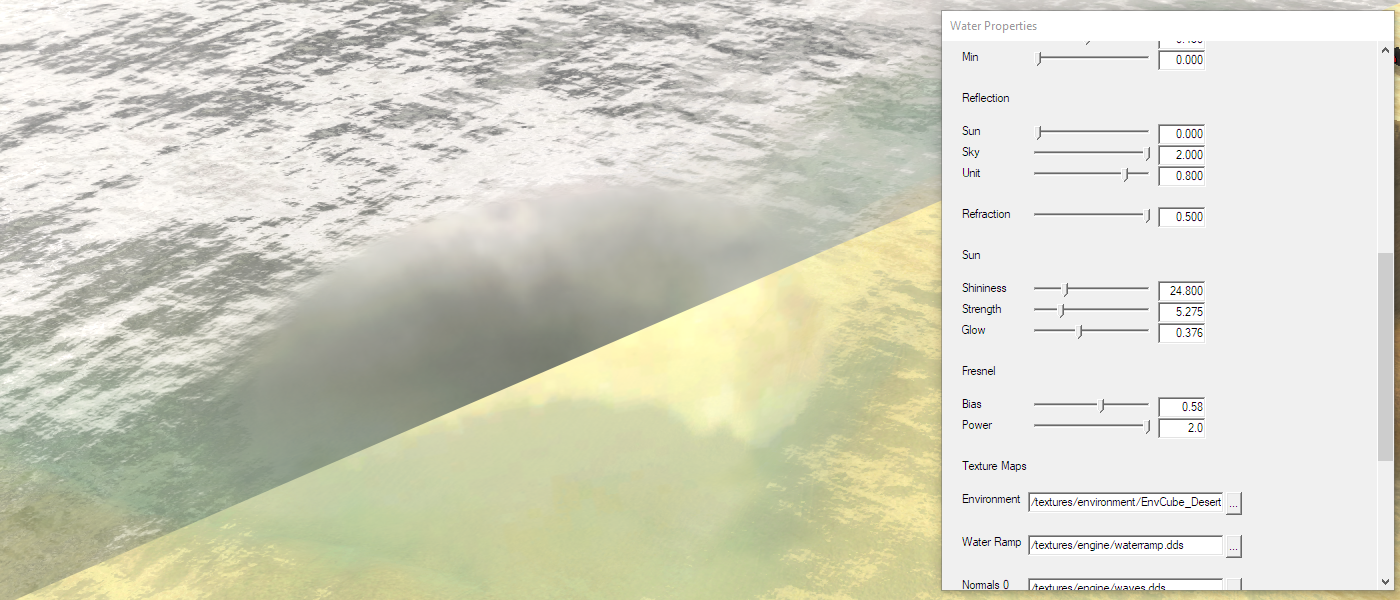 Water Properties
Min 0.000
Reflection
Sun 0.000
Sky 2.000
Unit 0.800
Refraction 0.500
Sun
Shininess 24.800
Strength 5.275
Glow 0.376
Fresnel
Bias 0.58
Power 2.0
Texture Maps
Environment /textures/environment/EnvCube_Desert ...
Water Ramp /textures/engine/waterramp.dds ...
Normals 0 /textures/engine/waves.dds